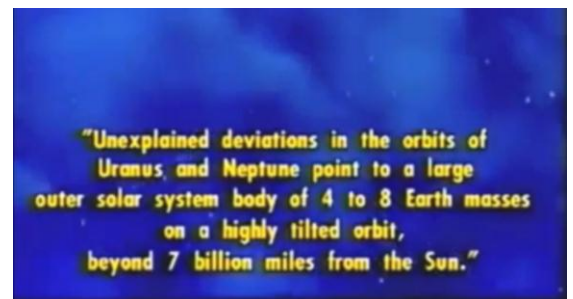 "Unexplained deviations in the orbits of
Uranus and Neptune point to a large
outer solar system body of 4 to 8 Earth masses
on a highly tilted orbit,
beyond 7 billion miles from the Sun."